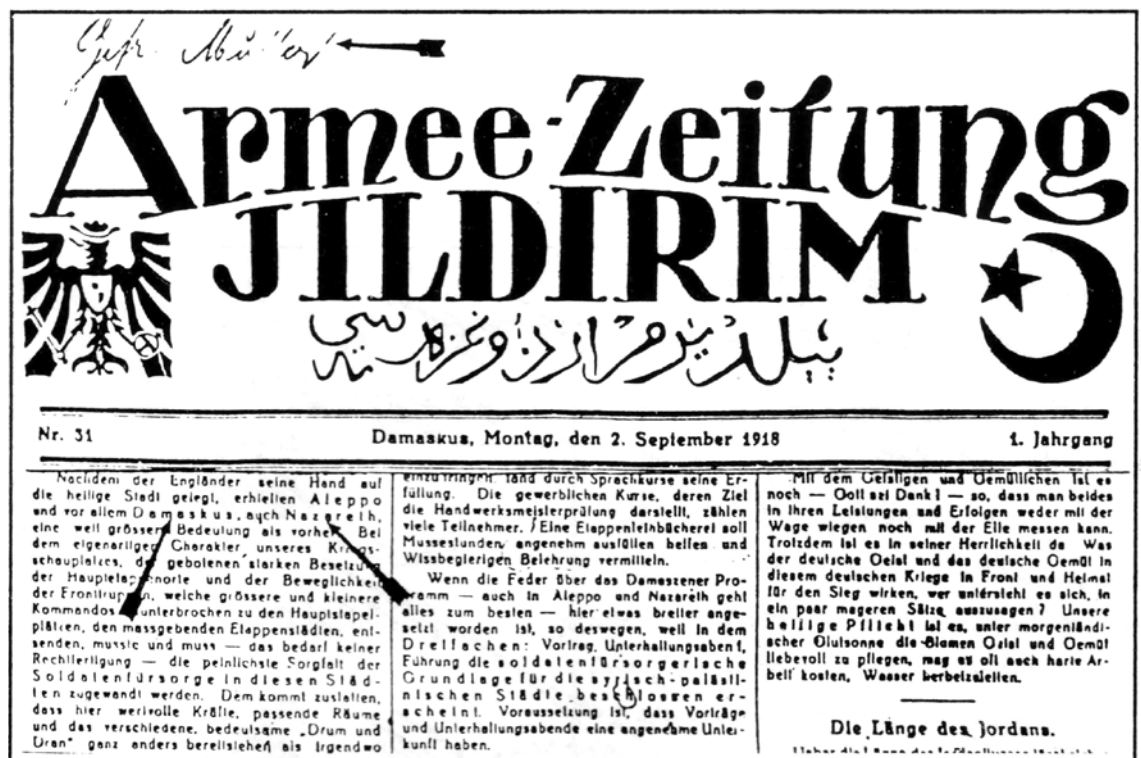 Gefr. Müller
Armee-Zeitung
JILDIRIM
ییلدیرم اردو غزته سی
Nr. 31
Damaskus, Montag, den 2. September 1918
1. Jahrgang
Nachdem der Engländer seine Hand auf
die heilige Stadt gelegt, erhielten Aleppo
und vor allem Damaskus, auch Nazareth,
eine weit grössere Bedeutung als vorher. Bei
dem eigenartigen Charakter unseres Kriegs-
schauplatzes, der gebotenen starken Besetzung
der Hauptetappenorte und der Beweglichkeit
der Fronttruppen, welche grössere und kleinere
Kommandos ununterbrochen zu den Hauptstapel-
plätzen, den massgebenden Etappenstädten, ent-
senden, musste und muss — das bedarf keiner
Rechtfertigung — die peinlichste Sorgfalt der
Soldatenfürsorge in diesen Städ-
ten zugewandt werden. Dem kommt zustatten,
dass hier wertvolle Kräfte, passende Räume
und das verschiedene, bedeutsame „Drum und
Dran" ganz anders bereitstehen als irgendwo
einzudringen, fand durch Sprachkurse seine Er-
füllung. Die gewerblichen Kurse, deren Ziel
die Handwerksmeisterprüfung darstellt, zählen
viele Teilnehmer. Eine Etappenleihbücherei soll
Mussestunden angenehm ausfüllen helfen und
Wissbegierigen Belehrung vermitteln.
Wenn die Feder über das Damaszener Pro-
gramm — auch in Aleppo und Nazareth geht
alles zum besten — hier etwas breiter ange-
setzt worden ist, so deswegen, weil in dem
Dreifachen: Vortrag, Unterhaltungsabend,
Führung die soldatenfürsorgerische
Grundlage für die syrisch-palästi-
nischen Städte beschlossen er-
scheint. Voraussetzung ist, dass Vorträge
und Unterhaltungsabende eine angenehme Unter-
kunft haben.
Mit dem Geistigen und Gemütlichen ist es
noch — Gott sei Dank! — so, dass man beides
in ihren Leistungen und Erfolgen weder mit der
Wage wiegen noch mit der Elle messen kann.
Trotzdem ist es in seiner Herrlichkeit da. Was
der deutsche Geist und das deutsche Gemüt in
diesem deutschen Kriege in Front und Heimat
für den Sieg wirken, wer untersteht es sich, in
ein paar mageren Sätze auszusagen? Unsere
heilige Pflicht ist es, unter morgenländi-
scher Glutsonne die Blumen Geist und Gemüt
liebevoll zu pflegen, mag es oft auch harte Ar-
beit kosten, Wasser herbeizuleiten.
Die Länge des Jordans.